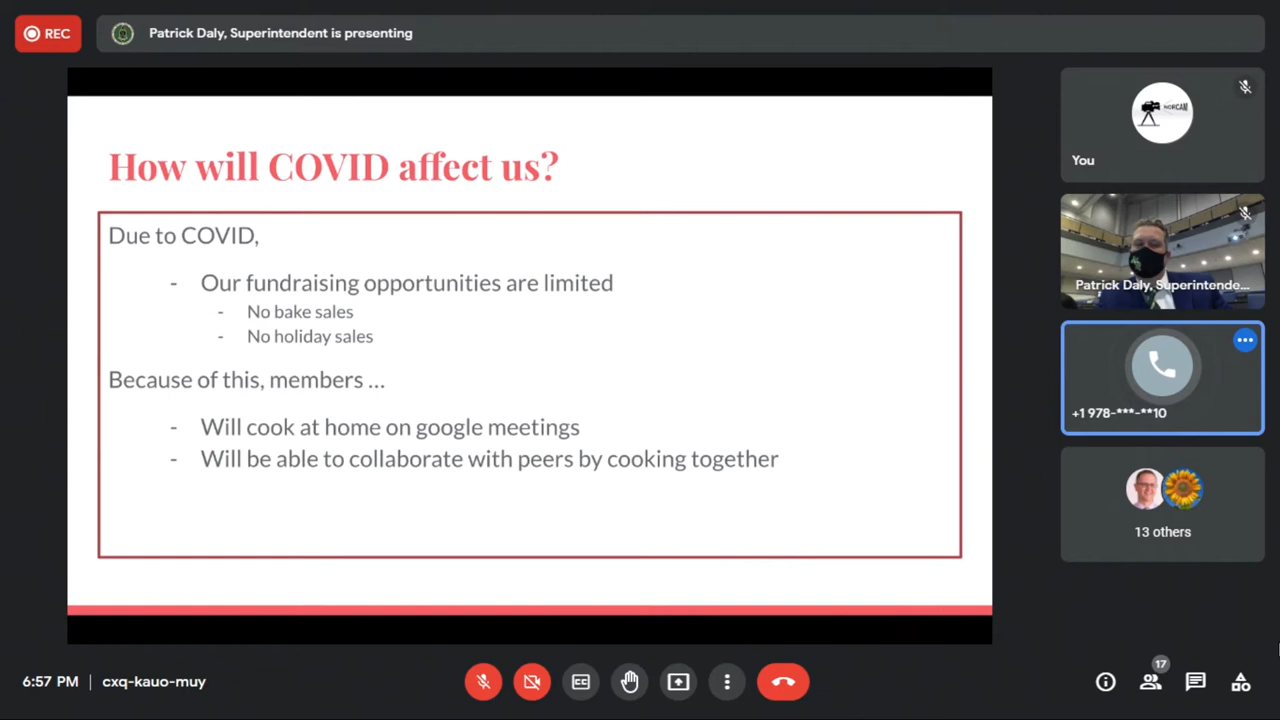 REC
Patrick Daly, Superintendent is presenting
How will COVID affect us?
Due to COVID,
- Our fundraising opportunities are limited
- No bake sales
- No holiday sales
Because of this, members ...
- Will cook at home on google meetings
- Will be able to collaborate with peers by cooking together
NORCAM
You
Patrick Daly, Superintende...
+1 978-***-**10
13 others
6:57 PM | cxq-kauo-muy
CC
17